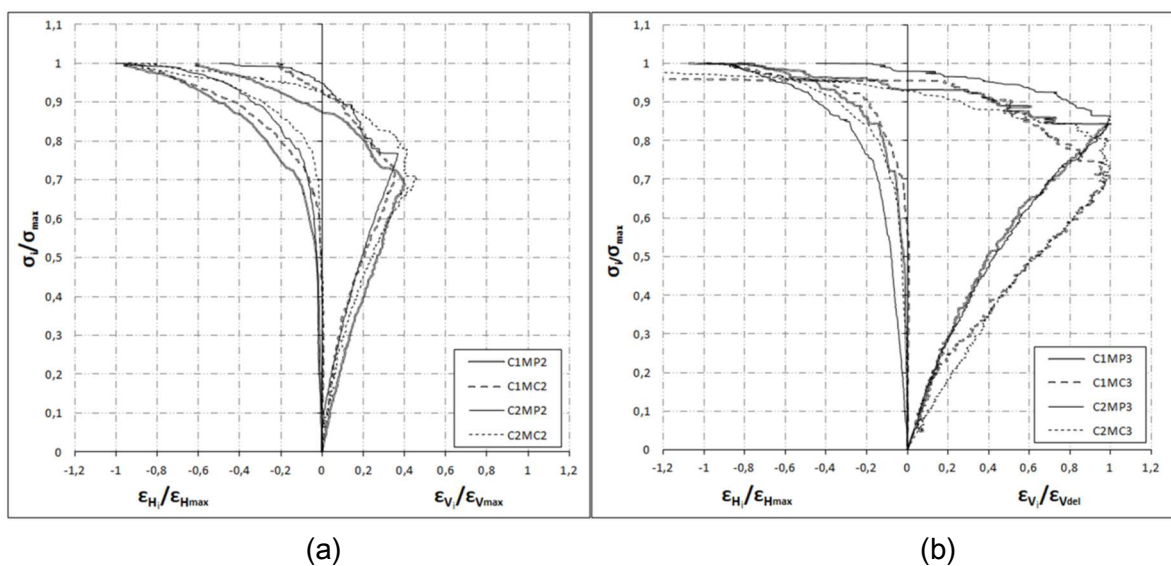 (a)
(b)
1,1
1
0,9
0,8
0,7
0,6
0,5
0,4
0,3
0,2
0,1
0
σᵢ/σmax
C1MP2
C1MC2
C2MP2
C2MC2
-1,2 -1 -0,8 -0,6 -0,4 -0,2 0 0,2 0,4 0,6 0,8 1 1,2
εHᵢ/εHmax εVᵢ/εVmax
(a)
(b)
1,1
1
0,9
0,8
0,7
0,6
0,5
0,4
0,3
0,2
0,1
0
σᵢ/σmax
C1MP3
C1MC3
C2MP3
C2MC3
-1,2 -1 -0,8 -0,6 -0,4 -0,2 0 0,2 0,4 0,6 0,8 1 1,2
εHᵢ/εHmax εVᵢ/εVdel